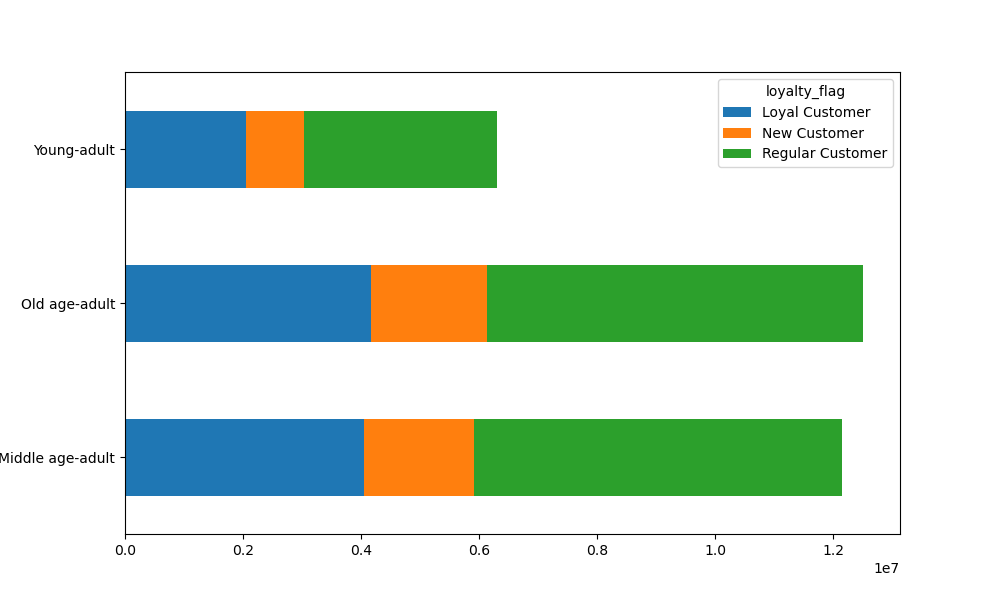 loyalty_flag
Loyal Customer
New Customer
Regular Customer
Young-adult
Old age-adult
Middle age-adult
0.0 0.2 0.4 0.6 0.8 1.0 1.2
1e7